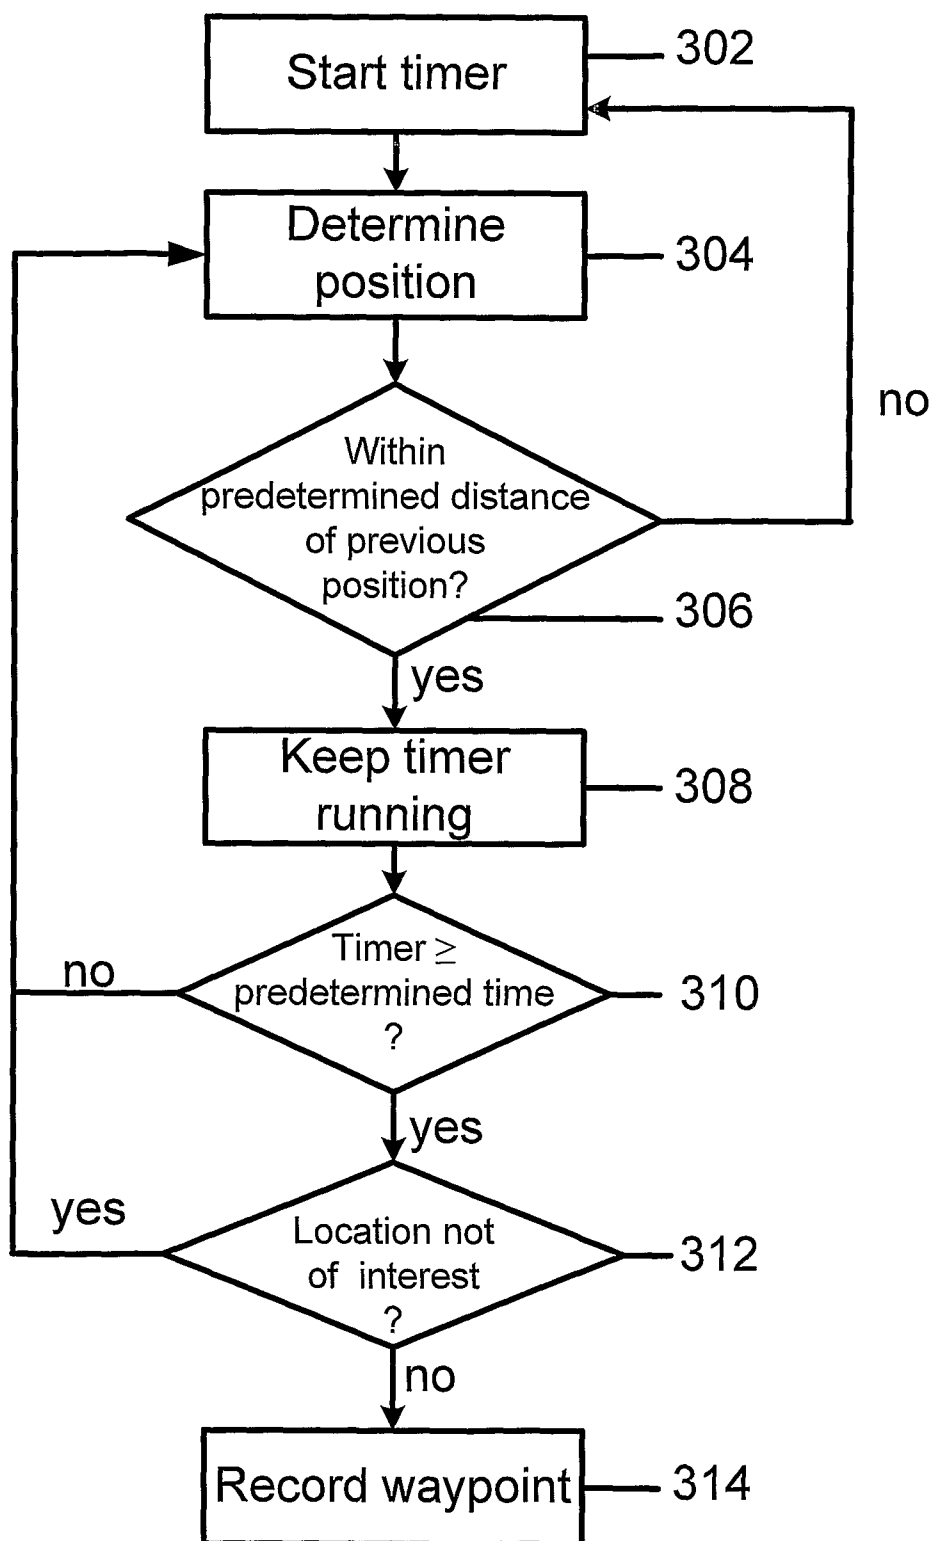 Start timer
302
Determine
position
304
Within
predetermined distance
of previous
position?
no
306
yes
Keep timer
running
308
Timer ≥
predetermined time
?
no
310
yes
Location not
of interest
?
yes
312
no
Record waypoint
314